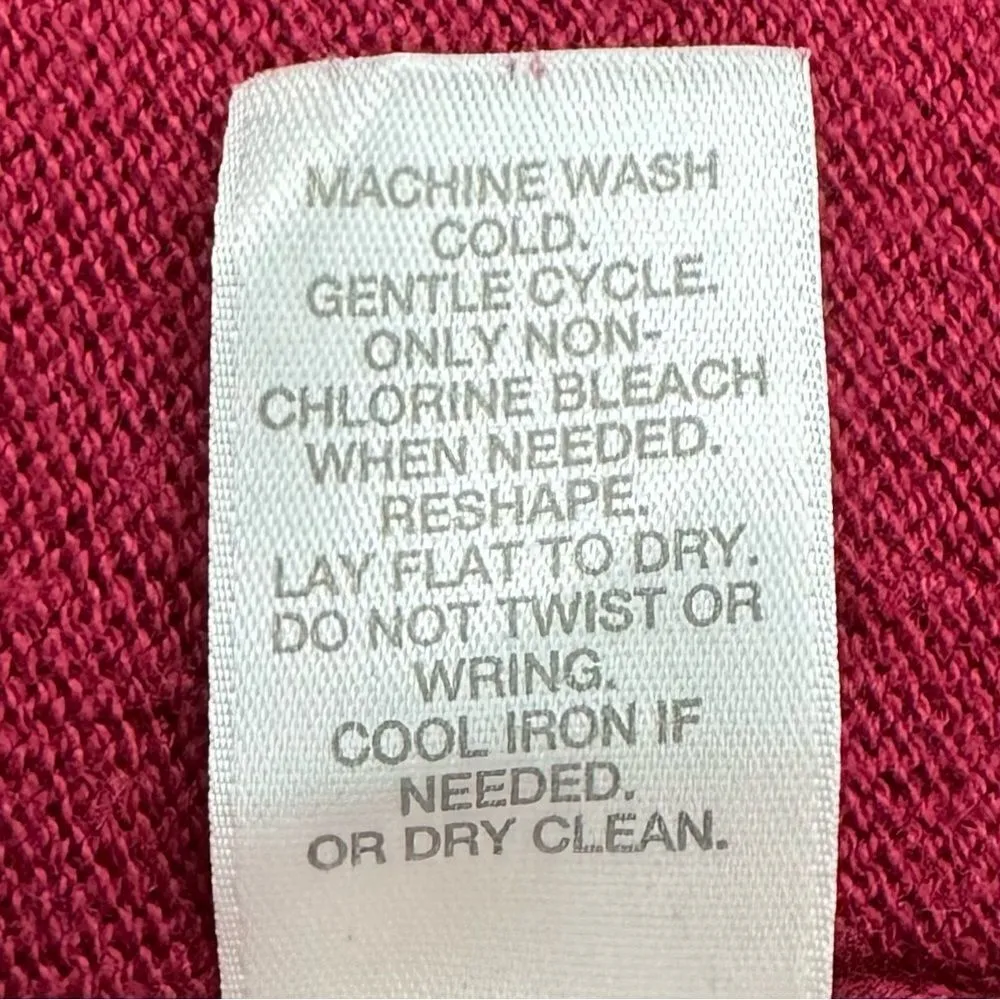 MACHINE WASH
COLD.
GENTLE CYCLE.
ONLY NON-
CHLORINE BLEACH
WHEN NEEDED.
RESHAPE.
LAY FLAT TO DRY.
DO NOT TWIST OR
WRING.
COOL IRON IF
NEEDED.
OR DRY CLEAN.